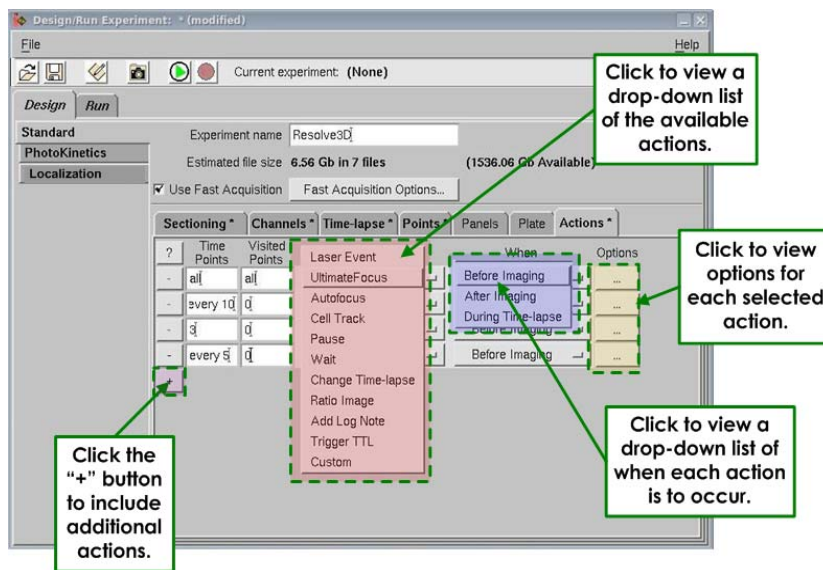 Design/Run Experiment: * (modified)
File
Help
Current experiment: (None)
Design
Run
Standard
PhotoKinetics
Localization
Experiment name
Resolve3D
Estimated file size
6.56 Gb in 7 files
(1536.06 Gb Available)
Use Fast Acquisition
Fast Acquisition Options...
Sectioning *
Channels *
Time-lapse *
Points *
Panels
Plate
Actions *
?
Time
Points
Visited
Points
When
Options
-
all
all
...
-
every 10
0
...
-
3
0
Before Imaging
...
-
every 5
0
Before Imaging
...
+
Laser Event
UltimateFocus
Autofocus
Cell Track
Pause
Wait
Change Time-lapse
Ratio Image
Add Log Note
Trigger TTL
Custom
Before Imaging
After Imaging
During Time-lapse
Click to view a
drop-down list
of the available
actions.
Click to view
options for
each selected
action.
Click to view a
drop-down list of
when each action
is to occur.
Click the
“+” button
to include
additional
actions.